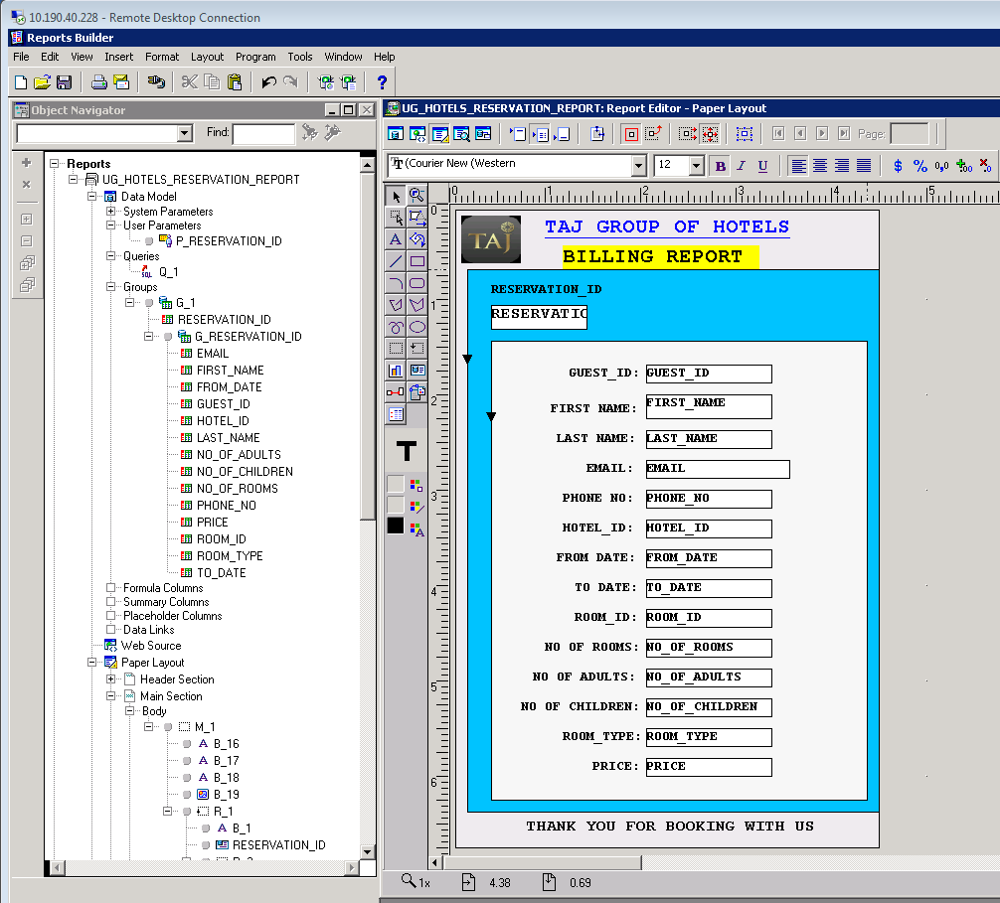 10.190.40.228 - Remote Desktop Connection
Reports Builder
File Edit View Insert Format Layout Program Tools Window Help
Object Navigator
Find:
Reports
UG_HOTELS_RESERVATION_REPORT
Data Model
System Parameters
User Parameters
P_RESERVATION_ID
Queries
Q_1
Groups
G_1
RESERVATION_ID
G_RESERVATION_ID
EMAIL
FIRST_NAME
FROM_DATE
GUEST_ID
HOTEL_ID
LAST_NAME
NO_OF_ADULTS
NO_OF_CHILDREN
NO_OF_ROOMS
PHONE_NO
PRICE
ROOM_ID
ROOM_TYPE
TO_DATE
Formula Columns
Summary Columns
Placeholder Columns
Data Links
Web Source
Paper Layout
Header Section
Main Section
Body
M_1
A B_16
A B_17
A B_18
B_19
R_1
A B_1
RESERVATION_ID
UG_HOTELS_RESERVATION_REPORT: Report Editor - Paper Layout
Page:
(Courier New (Western 12 B I U $ % 0,0
0 1 2 3 4 5
0
1
2
3
4
5
6
TAJ
TAJ GROUP OF HOTELS
BILLING REPORT
RESERVATION_ID
RESERVATIO
GUEST_ID: GUEST_ID
FIRST NAME: FIRST_NAME
LAST NAME: LAST_NAME
EMAIL: EMAIL
PHONE NO: PHONE_NO
HOTEL_ID: HOTEL_ID
FROM DATE: FROM_DATE
TO DATE: TO_DATE
ROOM_ID: ROOM_ID
NO OF ROOMS: NO_OF_ROOMS
NO OF ADULTS: NO_OF_ADULTS
NO OF CHILDREN: NO_OF_CHILDREN
ROOM_TYPE: ROOM_TYPE
PRICE: PRICE
THANK YOU FOR BOOKING WITH US
1x 4.38 0.69